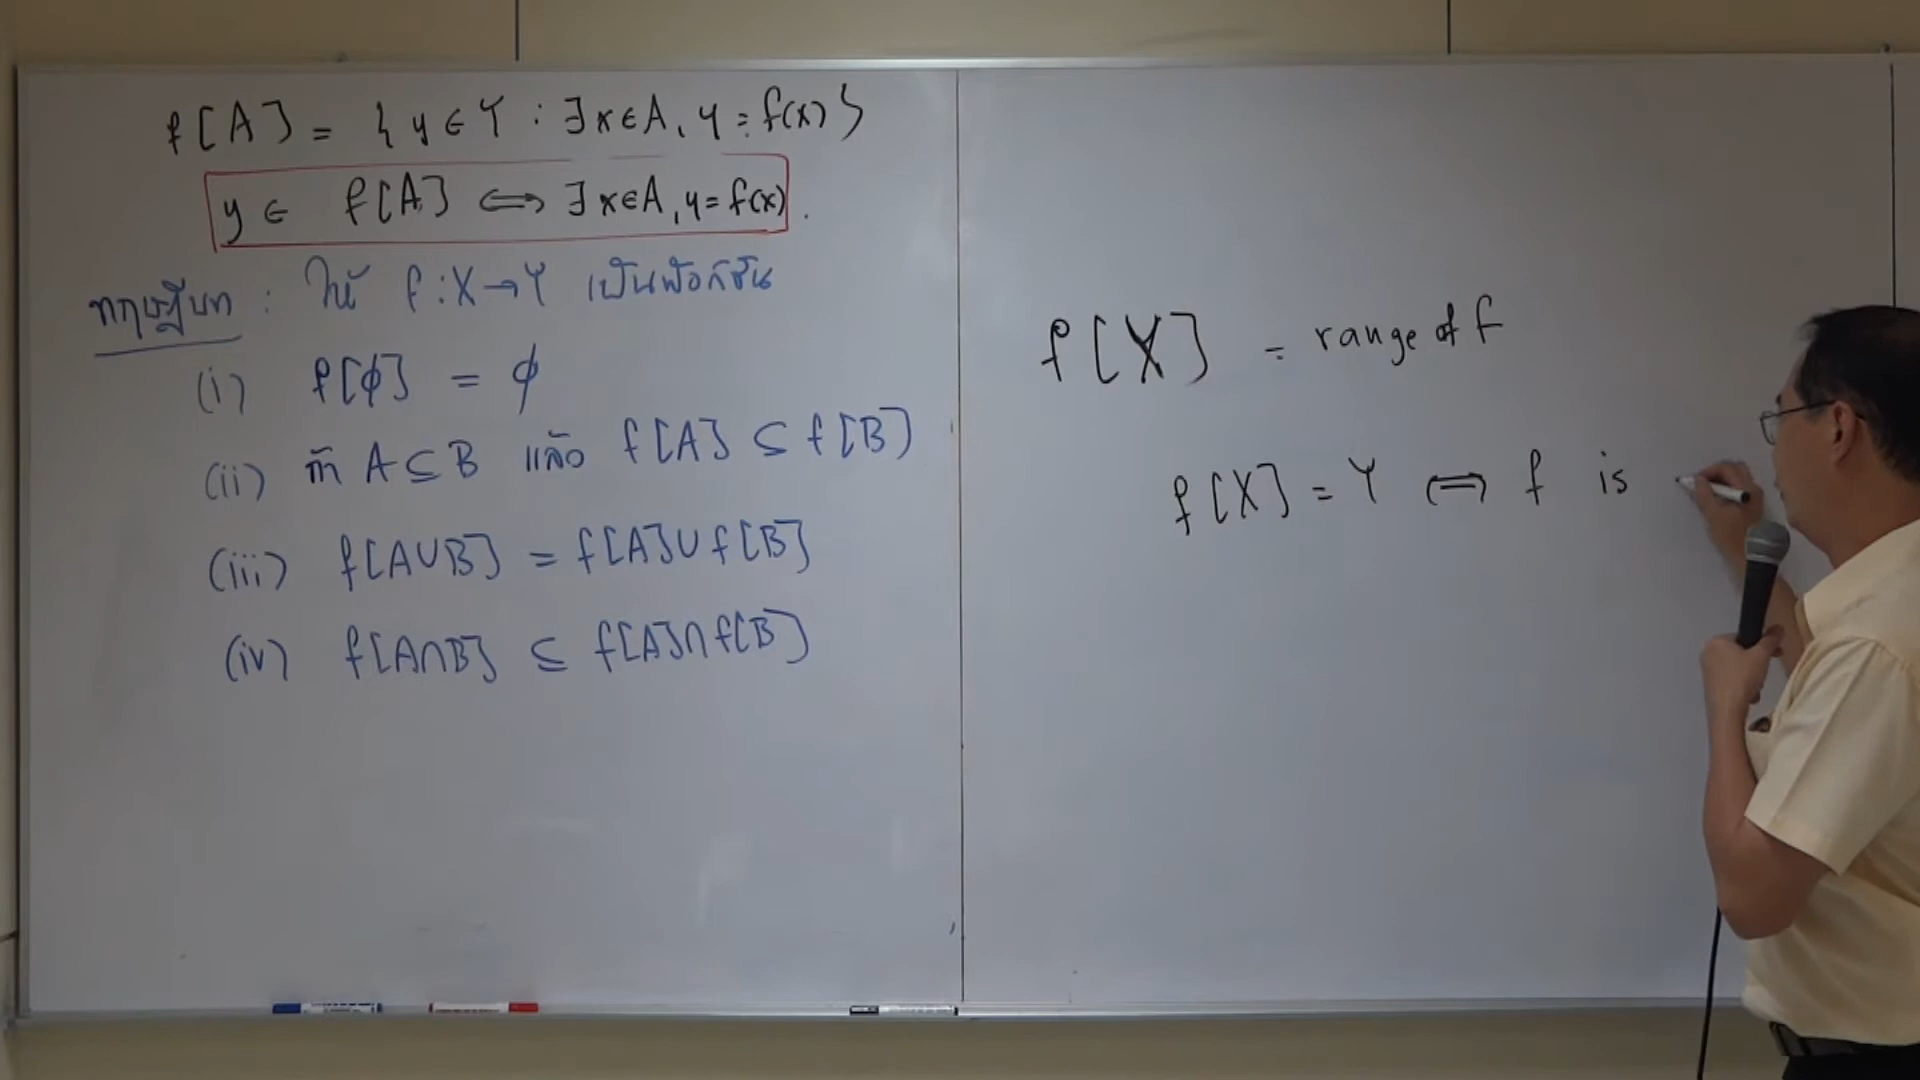 f[A] = { y ∈ Y : ∃ x ∈ A, y = f(x) }
y ∈ f[A] ⟺ ∃ x ∈ A, y = f(x).
ทฤษฎีบท : ให้ f : X → Y เป็นฟังก์ชัน
(i) f[ϕ] = ϕ
(ii) ถ้า A ⊆ B แล้ว f[A] ⊆ f[B]
(iii) f[A∪B] = f[A]∪f[B]
(iv) f[A∩B] ⊆ f[A]∩f[B]
f[X] = range of f
f[X] = Y ⟺ f is